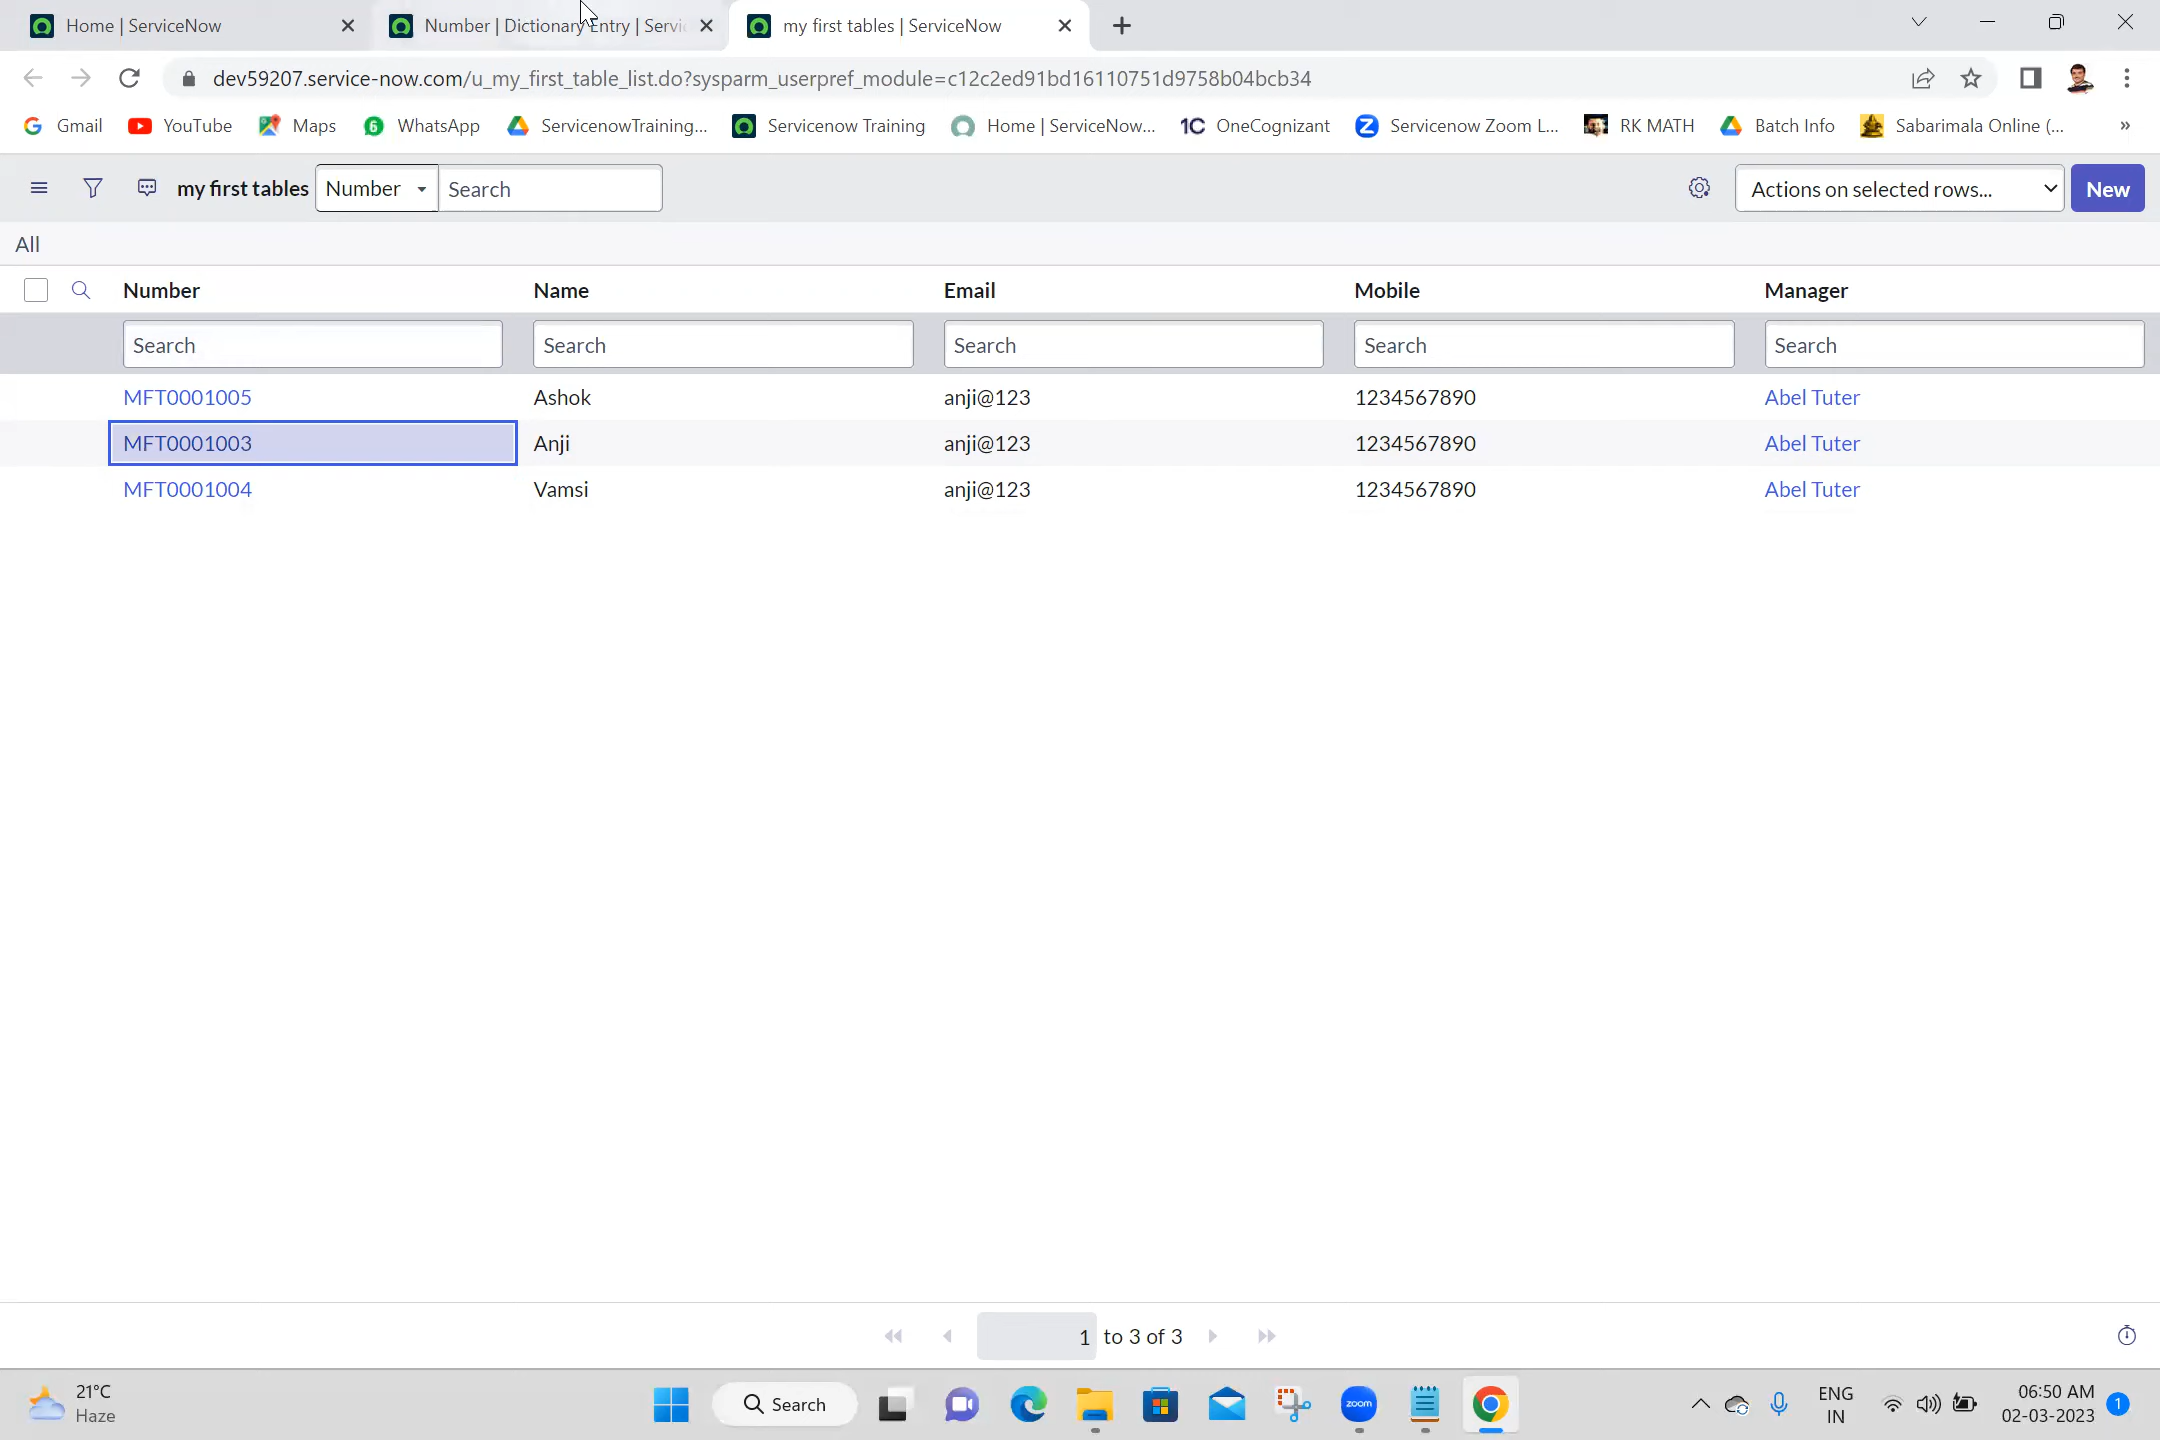 Home | ServiceNow
Number | Dictionary Entry | Servic
my first tables | ServiceNow
dev59207.service-now.com/u_my_first_table_list.do?sysparm_userpref_module=c12c2ed91bd16110751d9758b04bcb34
Gmail YouTube Maps WhatsApp ServicenowTraining... Servicenow Training Home | ServiceNow... 1C OneCognizant Servicenow Zoom L... RK MATH Batch Info Sabarimala Online (... »
my first tables Number Search Actions on selected rows... New
All
Number Name Email Mobile Manager
Search Search Search Search Search
MFT0001005 Ashok anji@123 1234567890 Abel Tuter
MFT0001003 Anji anji@123 1234567890 Abel Tuter
MFT0001004 Vamsi anji@123 1234567890 Abel Tuter
1 to 3 of 3
21°C
Haze
Search
zoom
ENG
IN
06:50 AM
02-03-2023
1